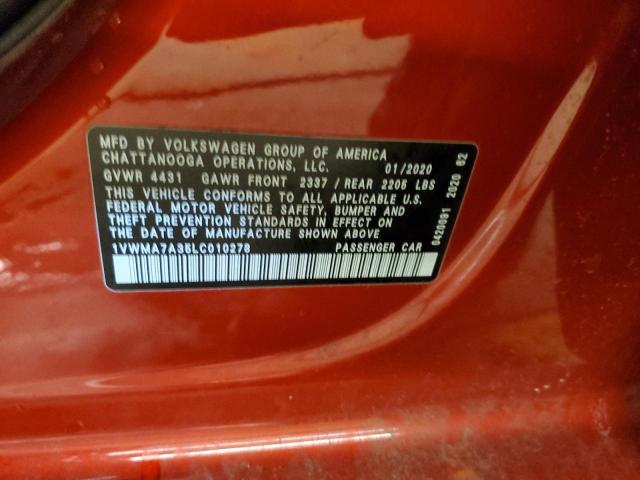 MFD BY VOLKSWAGEN GROUP OF AMERICA
CHATTANOOGA OPERATIONS, LLC. 01/2020
GVWR 4431 GAWR FRONT 2337/REAR 2205 LBS
THIS VEHICLE CONFORMS TO ALL APPLICABLE U.S.
FEDERAL MOTOR VEHICLE SAFETY, BUMPER AND
THEFT PREVENTION STANDARDS IN EFFECT ON
THE DATE OF MANUFACTURE SHOWN ABOVE
1VWMA7A35LC010278 PASSENGER CAR
0420091 2020 62